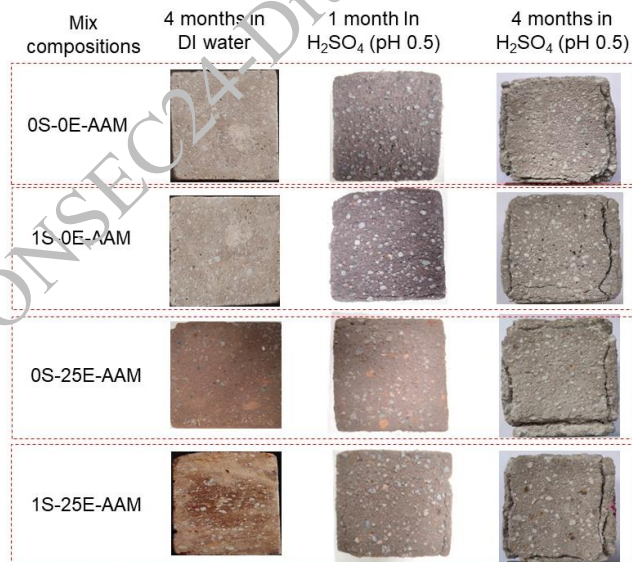 Mix compositions
4 months in DI water
1 month In H₂SO₄ (pH 0.5)
4 months in H₂SO₄ (pH 0.5)
0S-0E-AAM
1S-0E-AAM
0S-25E-AAM
1S-25E-AAM